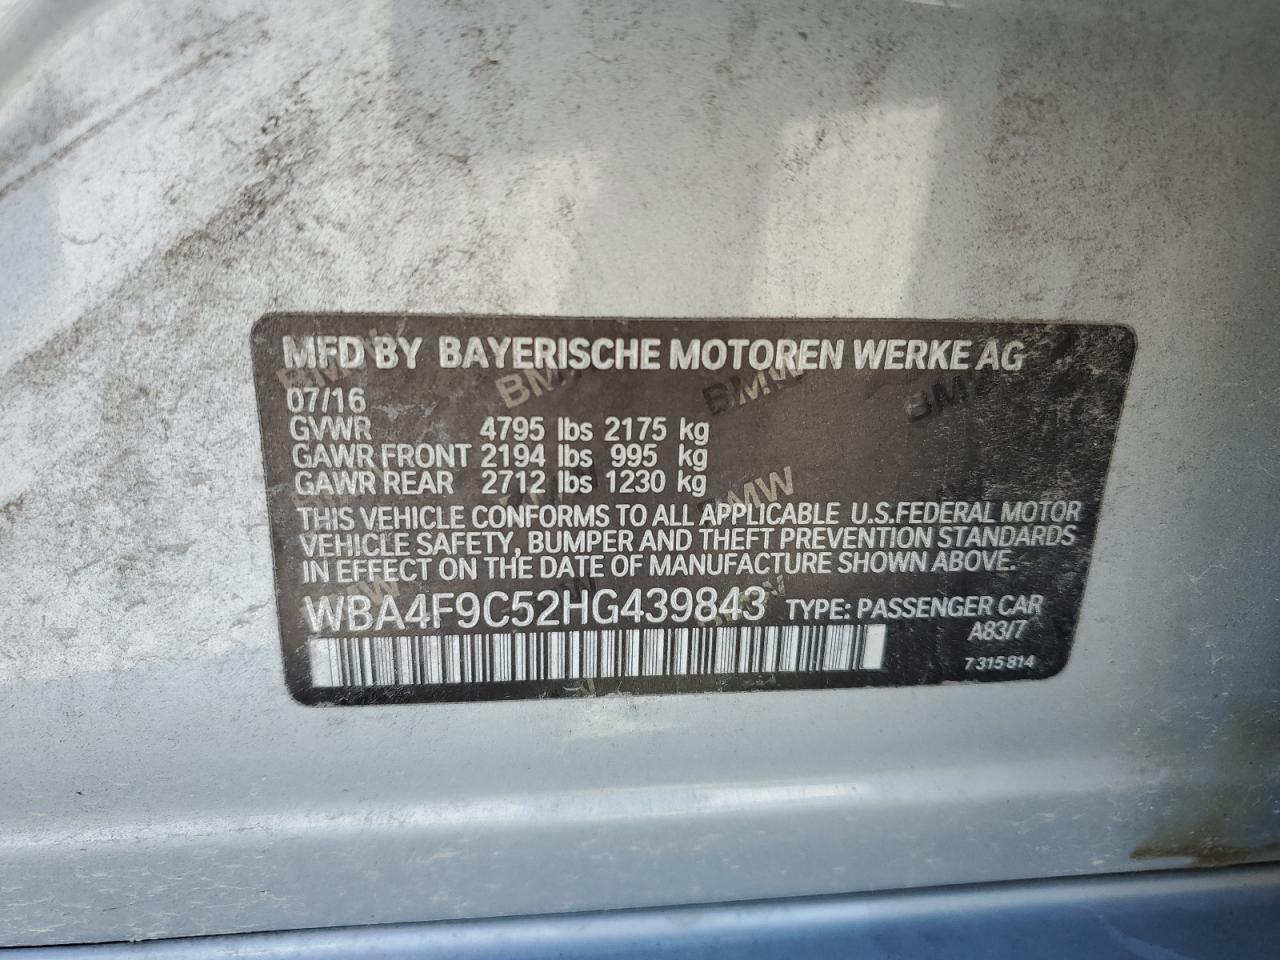 MFD BY BAYERISCHE MOTOREN WERKE AG
07/16
GVWR 4795 lbs 2175 kg
GAWR FRONT 2194 lbs 995 kg
GAWR REAR 2712 lbs 1230 kg
THIS VEHICLE CONFORMS TO ALL APPLICABLE U.S.FEDERAL MOTOR
VEHICLE SAFETY, BUMPER AND THEFT PREVENTION STANDARDS
IN EFFECT ON THE DATE OF MANUFACTURE SHOWN ABOVE.
WBA4F9C52HG439843 TYPE: PASSENGER CAR
A83/7
7 315 814